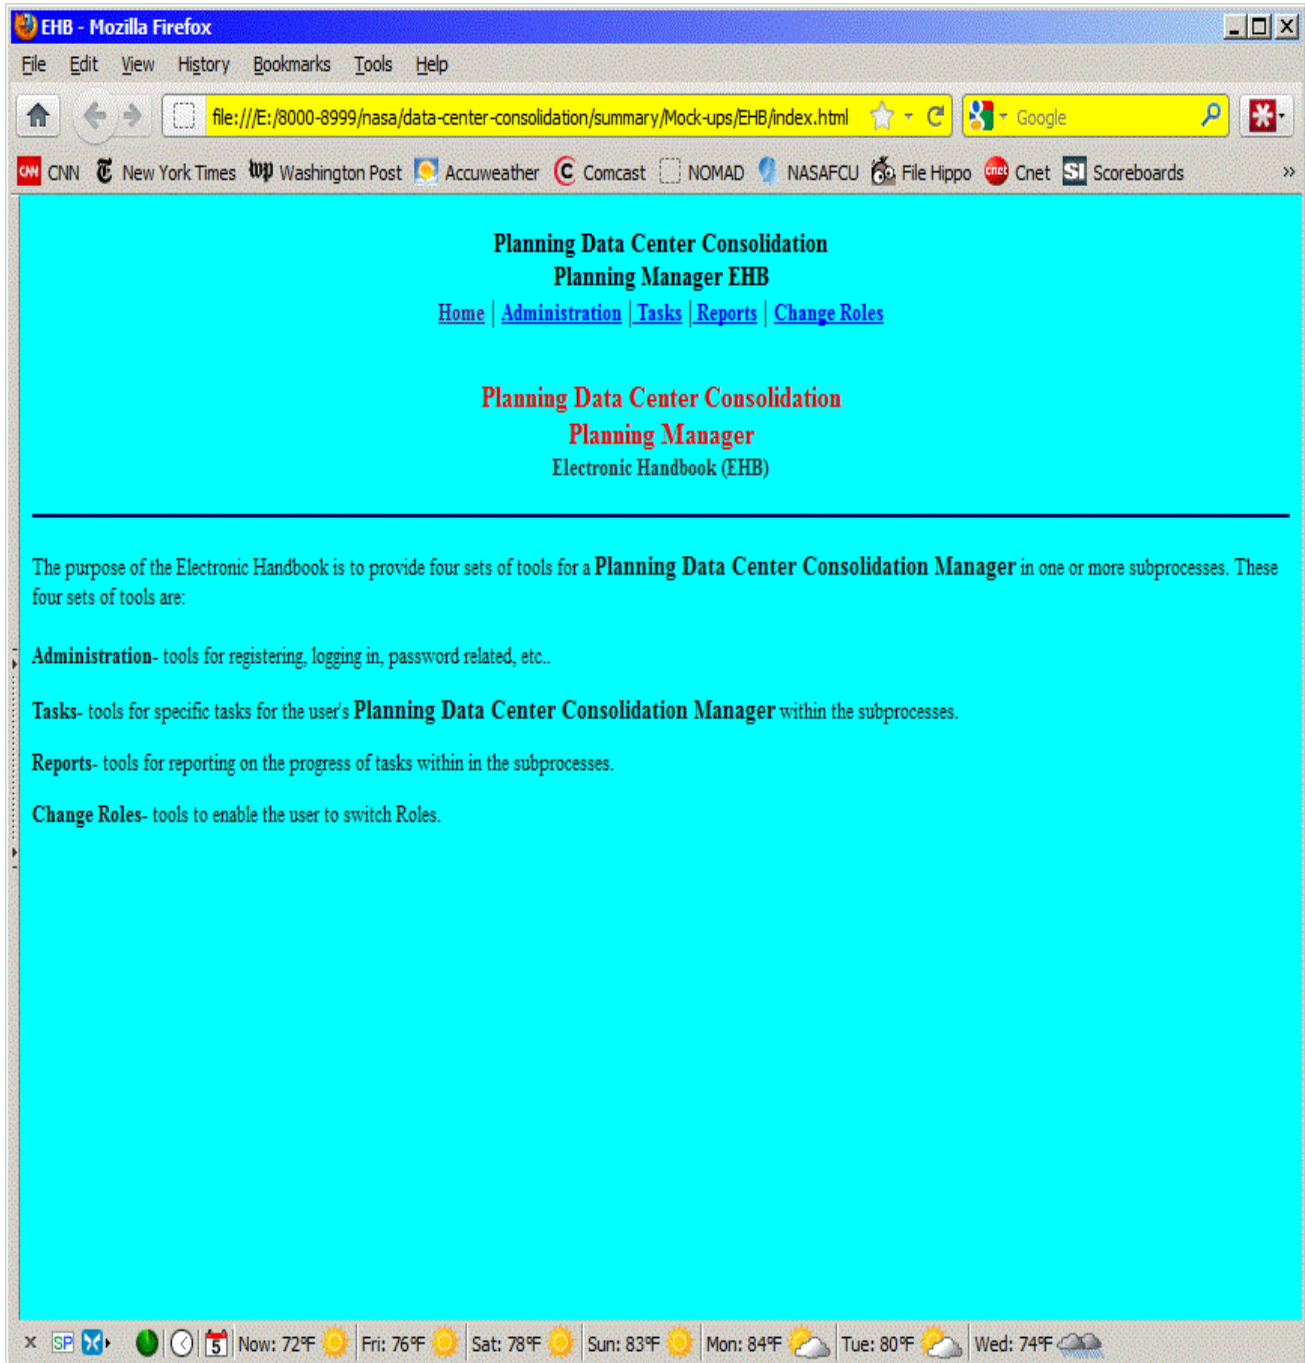 EHB - Mozilla Firefox
File Edit View History Bookmarks Tools Help
file:///E:/8000-8999/nasa/data-center-consolidation/summary/Mock-ups/EHB/index.html Google
CNN CNN New York Times wp Washington Post Accuweather C Comcast NOMAD NASAFCU File Hippo cnet Cnet SI Scoreboards »
Planning Data Center Consolidation
Planning Manager EHB
Home | Administration | Tasks | Reports | Change Roles
Planning Data Center Consolidation
Planning Manager
Electronic Handbook (EHB)
The purpose of the Electronic Handbook is to provide four sets of tools for a Planning Data Center Consolidation Manager in one or more subprocesses. These
four sets of tools are:
Administration- tools for registering, logging in, password related, etc..
Tasks- tools for specific tasks for the user's Planning Data Center Consolidation Manager within the subprocesses.
Reports- tools for reporting on the progress of tasks within in the subprocesses.
Change Roles- tools to enable the user to switch Roles.
SP 5 Now: 72°F Fri: 76°F Sat: 78°F Sun: 83°F Mon: 84°F Tue: 80°F Wed: 74°F